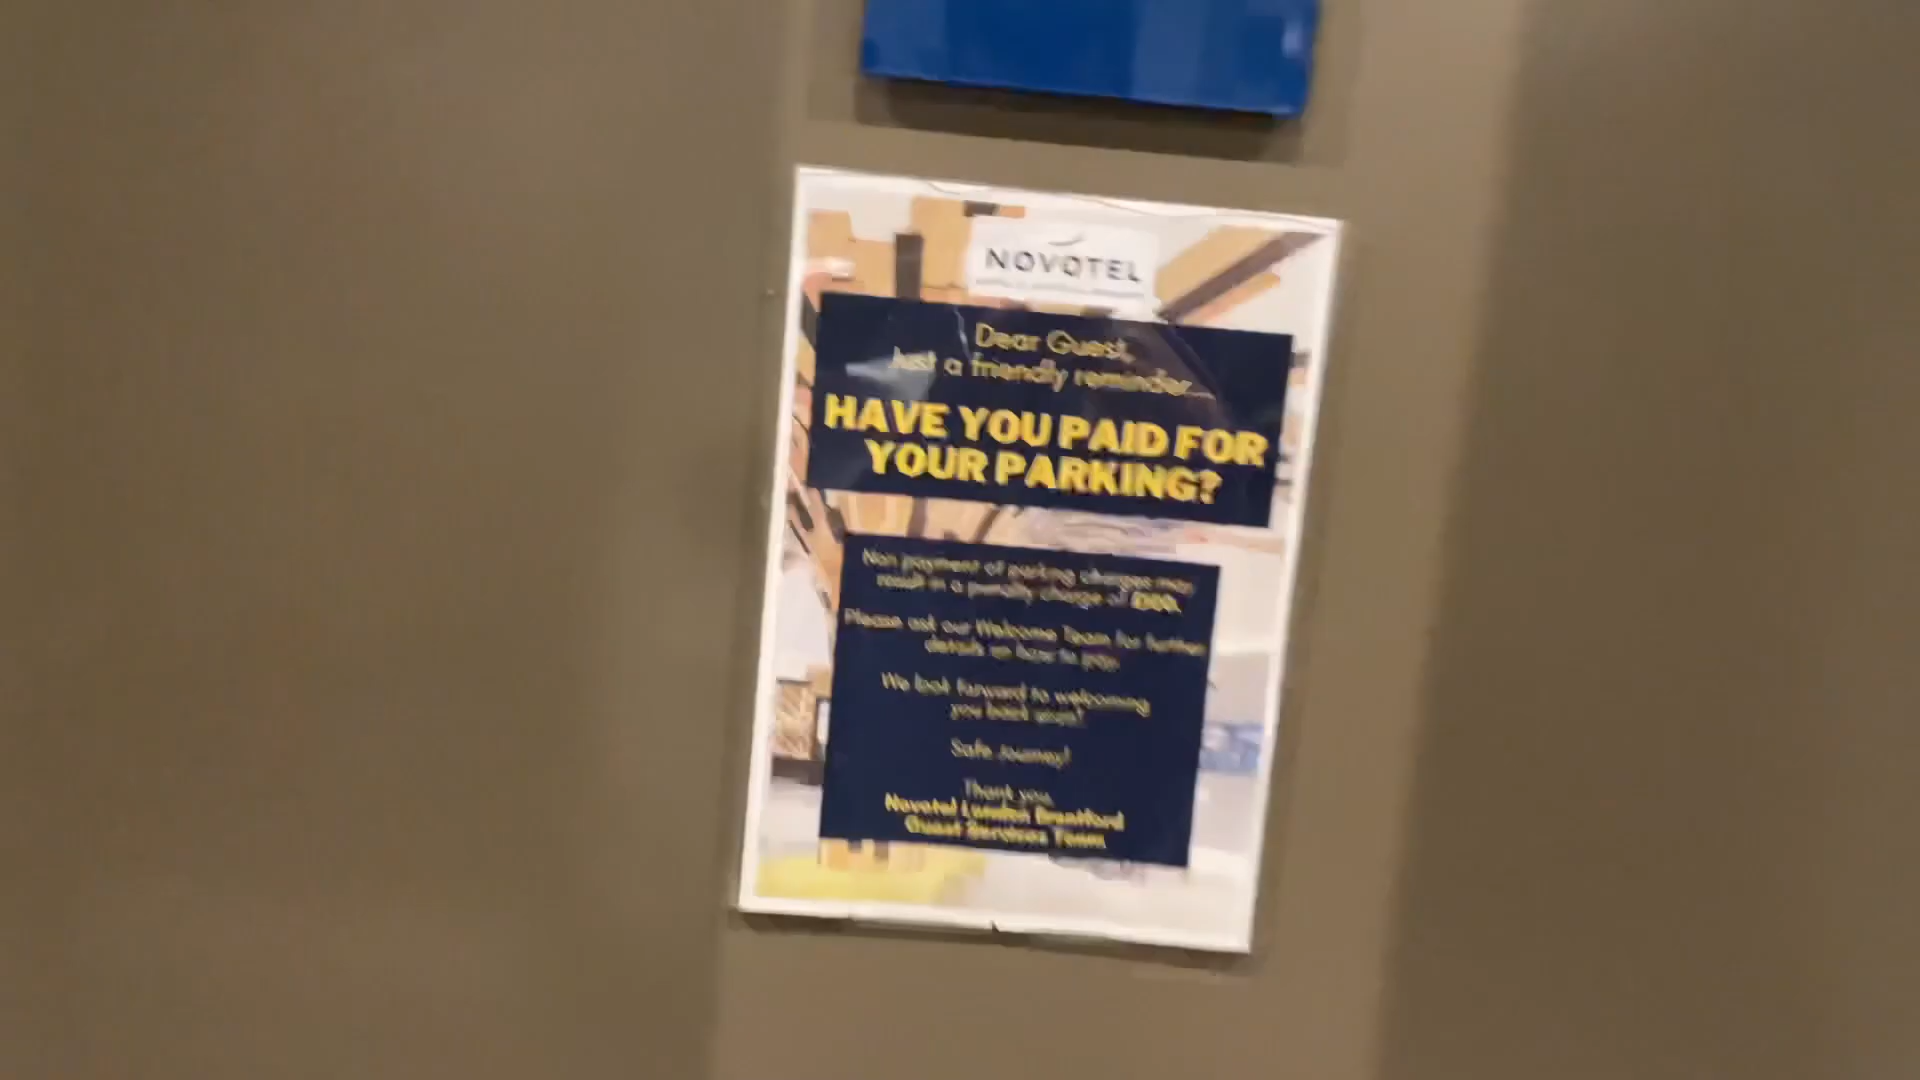 NOVOTEL
Dear Guest,
Just a friendly reminder...
HAVE YOU PAID FOR
YOUR PARKING?
Non payment of parking charges may
result in a penalty charge of
Please ask our Welcome Team for further
details on how to pay.
We look forward to welcoming
you back soon!
Safe Journey!
Thank you,
Novotel London Brentford
Guest Services Team